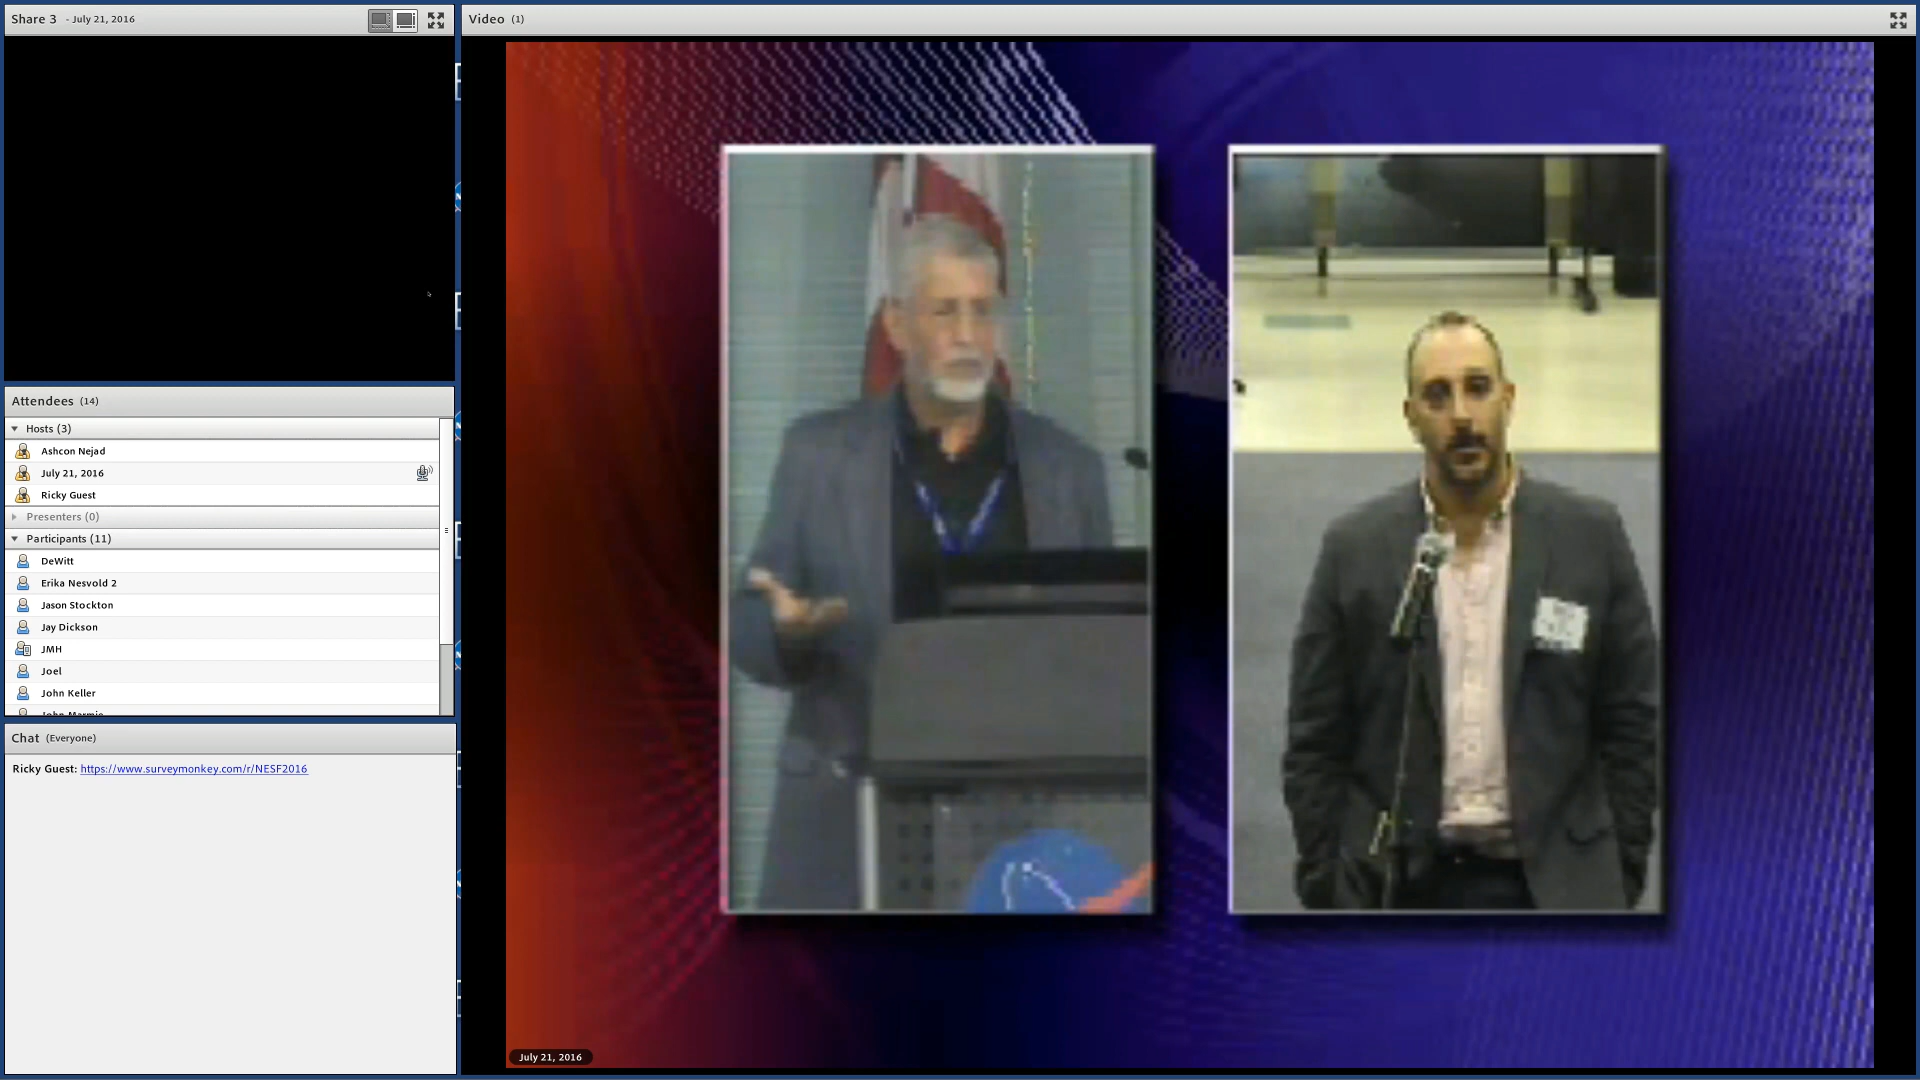 Share 3 - July 21, 2016
Video (1)
Attendees (14)
Hosts (3)
Ashcon Nejad
July 21, 2016
Ricky Guest
Presenters (0)
Participants (11)
DeWitt
Erika Nesvold 2
Jason Stockton
Jay Dickson
JMH
Joel
John Keller
Chat (Everyone)
Ricky Guest: https://www.surveymonkey.com/r/NESF2016
July 21, 2016